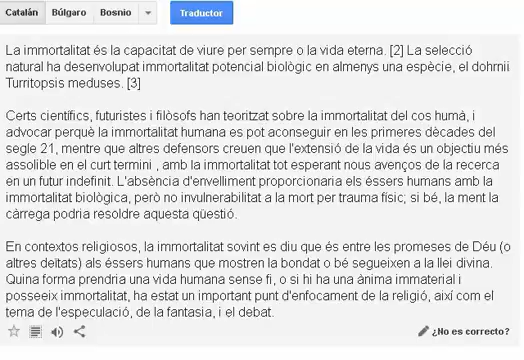 Catalán Búlgaro Bosnio Traductor
La immortalitat és la capacitat de viure per sempre o la vida eterna. [2] La selecció
natural ha desenvolupat immortalitat potencial biològic en almenys una espècie, el dohrnii
Turritopsis meduses. [3]
Certs científics, futuristes i filòsofs han teoritzat sobre la immortalitat del cos humà, i
advocar perquè la immortalitat humana es pot aconseguir en les primeres dècades del
segle 21, mentre que altres defensors creuen que l'extensió de la vida és un objectiu més
assolible en el curt termini , amb la immortalitat tot esperant nous avenços de la recerca
en un futur indefinit. L'absència d'envelliment proporcionaria els éssers humans amb la
immortalitat biològica, però no invulnerabilitat a la mort per trauma físic; si bé, la ment la
càrrega podria resoldre aquesta qüestió.
En contextos religiosos, la immortalitat sovint es diu que és entre les promeses de Déu (o
altres deïtats) als éssers humans que mostren la bondat o bé segueixen a la llei divina.
Quina forma prendria una vida humana sense fi, o si hi ha una ànima immaterial i
posseeix immortalitat, ha estat un important punt d'enfocament de la religió, així com el
tema de l'especulació, de la fantasia, i el debat.
¿No es correcto?